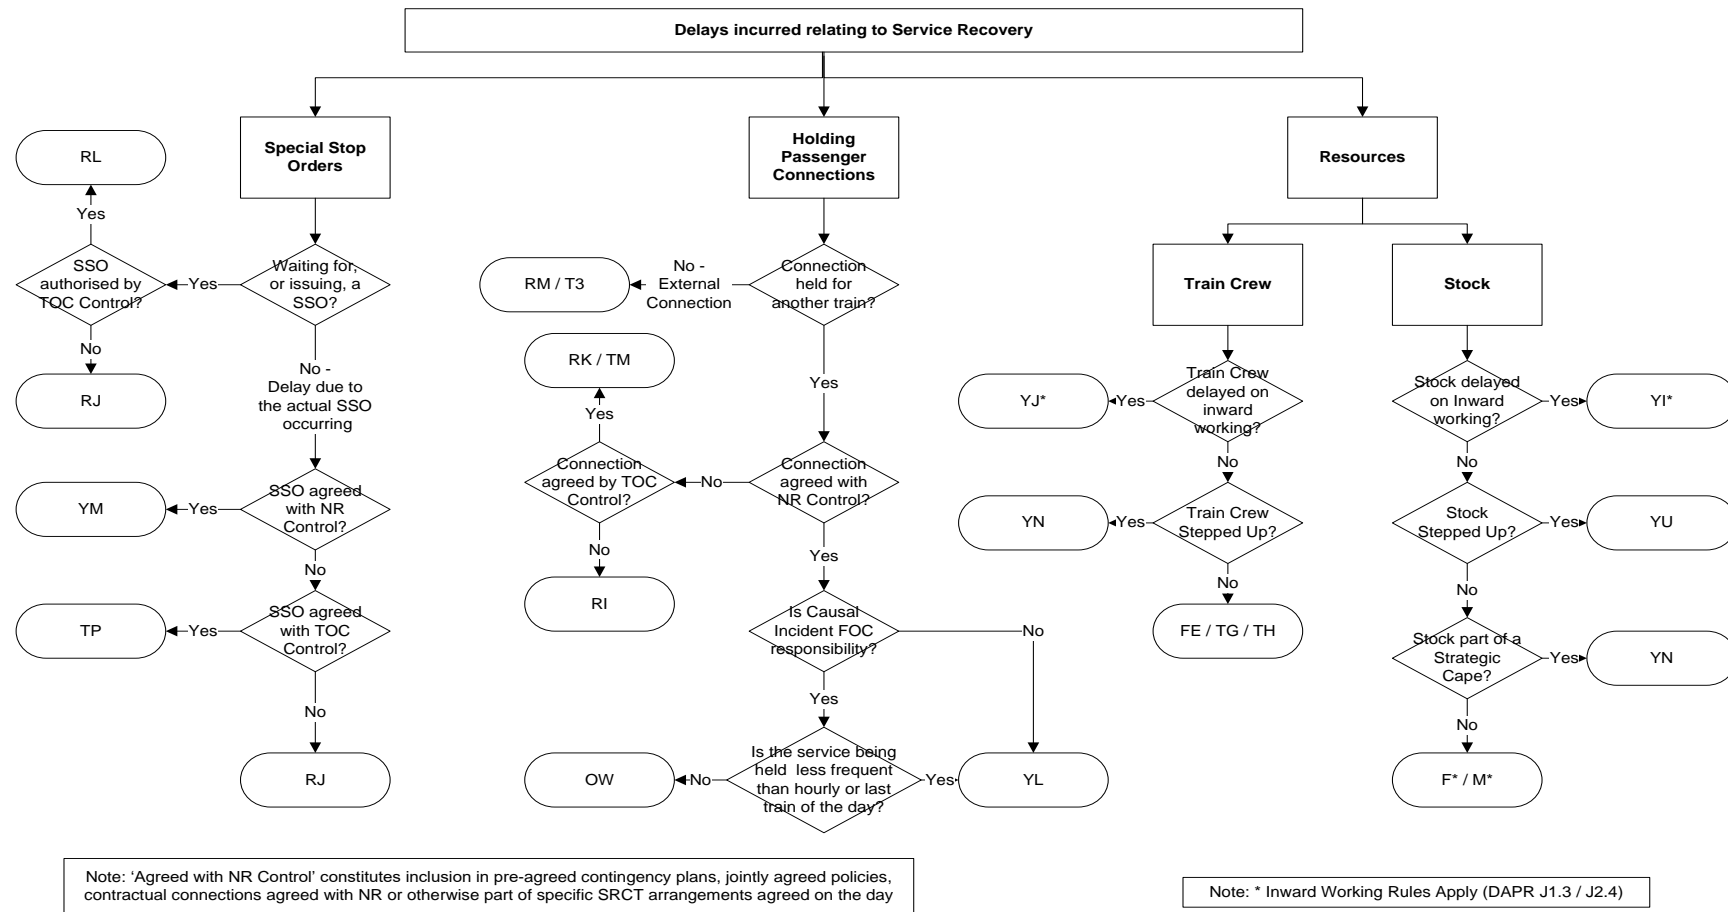 Delays incurred relating to Service Recovery
Special Stop
Orders
Holding
Passenger
Connections
Resources
RL
Yes
SSO
authorised by
TOC Control?
Yes
Waiting for,
or issuing, a
SSO?
No
RJ
No -
Delay due to
the actual SSO
occurring
YM
Yes
SSO agreed
with NR
Control?
No
TP
Yes
SSO agreed
with TOC
Control?
No
RJ
RM / T3
No -
External
Connection
Connection
held for
another train?
Yes
RK / TM
Yes
Connection
agreed by TOC
Control?
No
Connection
agreed with
NR Control?
No
RI
Yes
Is Causal
Incident FOC
responsibility?
No
Yes
OW
No
Is the service being
held less frequent
than hourly or last
train of the day?
Yes
YL
Train Crew
Stock
YJ*
Yes
Train Crew
delayed on
inward
working?
No
YN
Yes
Train Crew
Stepped Up?
No
FE / TG / TH
Stock delayed
on Inward
working?
Yes
YI*
No
Stock
Stepped Up?
Yes
YU
No
Stock part of a
Strategic
Cape?
Yes
YN
No
F* / M*
Note: ‘Agreed with NR Control’ constitutes inclusion in pre-agreed contingency plans, jointly agreed policies,
contractual connections agreed with NR or otherwise part of specific SRCT arrangements agreed on the day
Note: * Inward Working Rules Apply (DAPR J1.3 / J2.4)